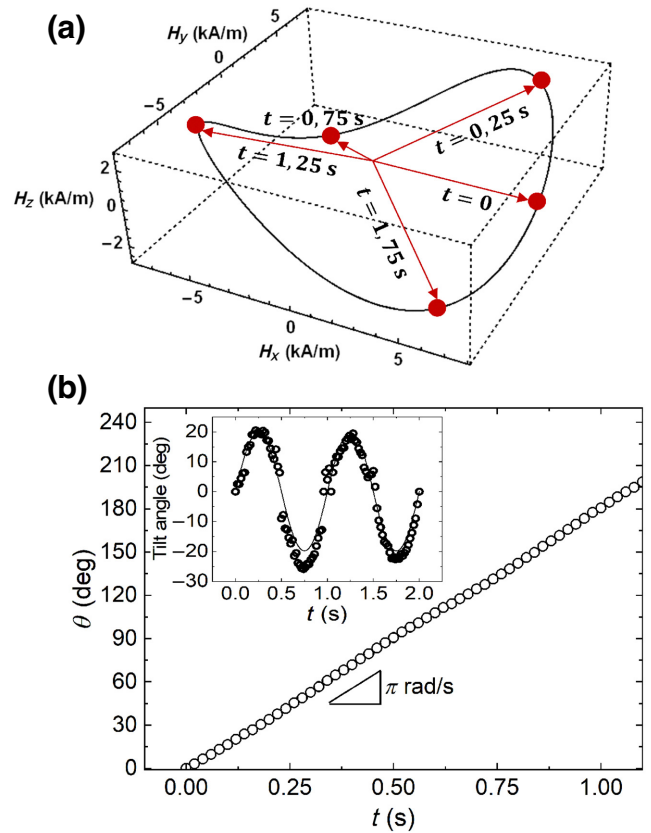 (a)
H_y (kA/m)
5
0
−5
t = 0,75 s
t = 0,25 s
t = 1,25 s
t = 0
t = 1,75 s
2
0
−2
H_z (kA/m)
−5
0
5
H_x (kA/m)
(b)
240
210
180
150
120
90
60
30
0
θ (deg)
20
10
0
−10
−20
−30
Tilt angle (deg)
0.0 0.5 1.0 1.5 2.0
t (s)
π rad/s
0.00 0.25 0.50 0.75 1.00
t (s)